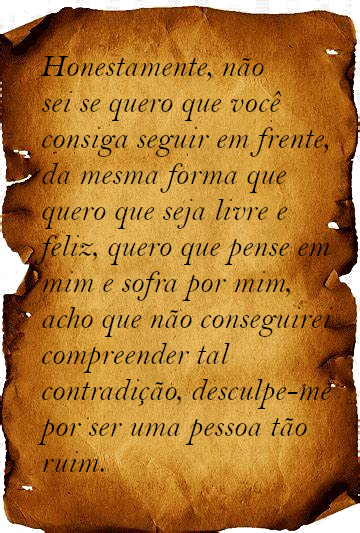 Honestamente, não
sei se quero que você
consiga seguir em frente,
da mesma forma que
quero que seja livre e
feliz, quero que pense em
mim e sofra por mim,
acho que não conseguirei
compreender tal
contradição, desculpe-me
por ser uma pessoa tão
ruim.